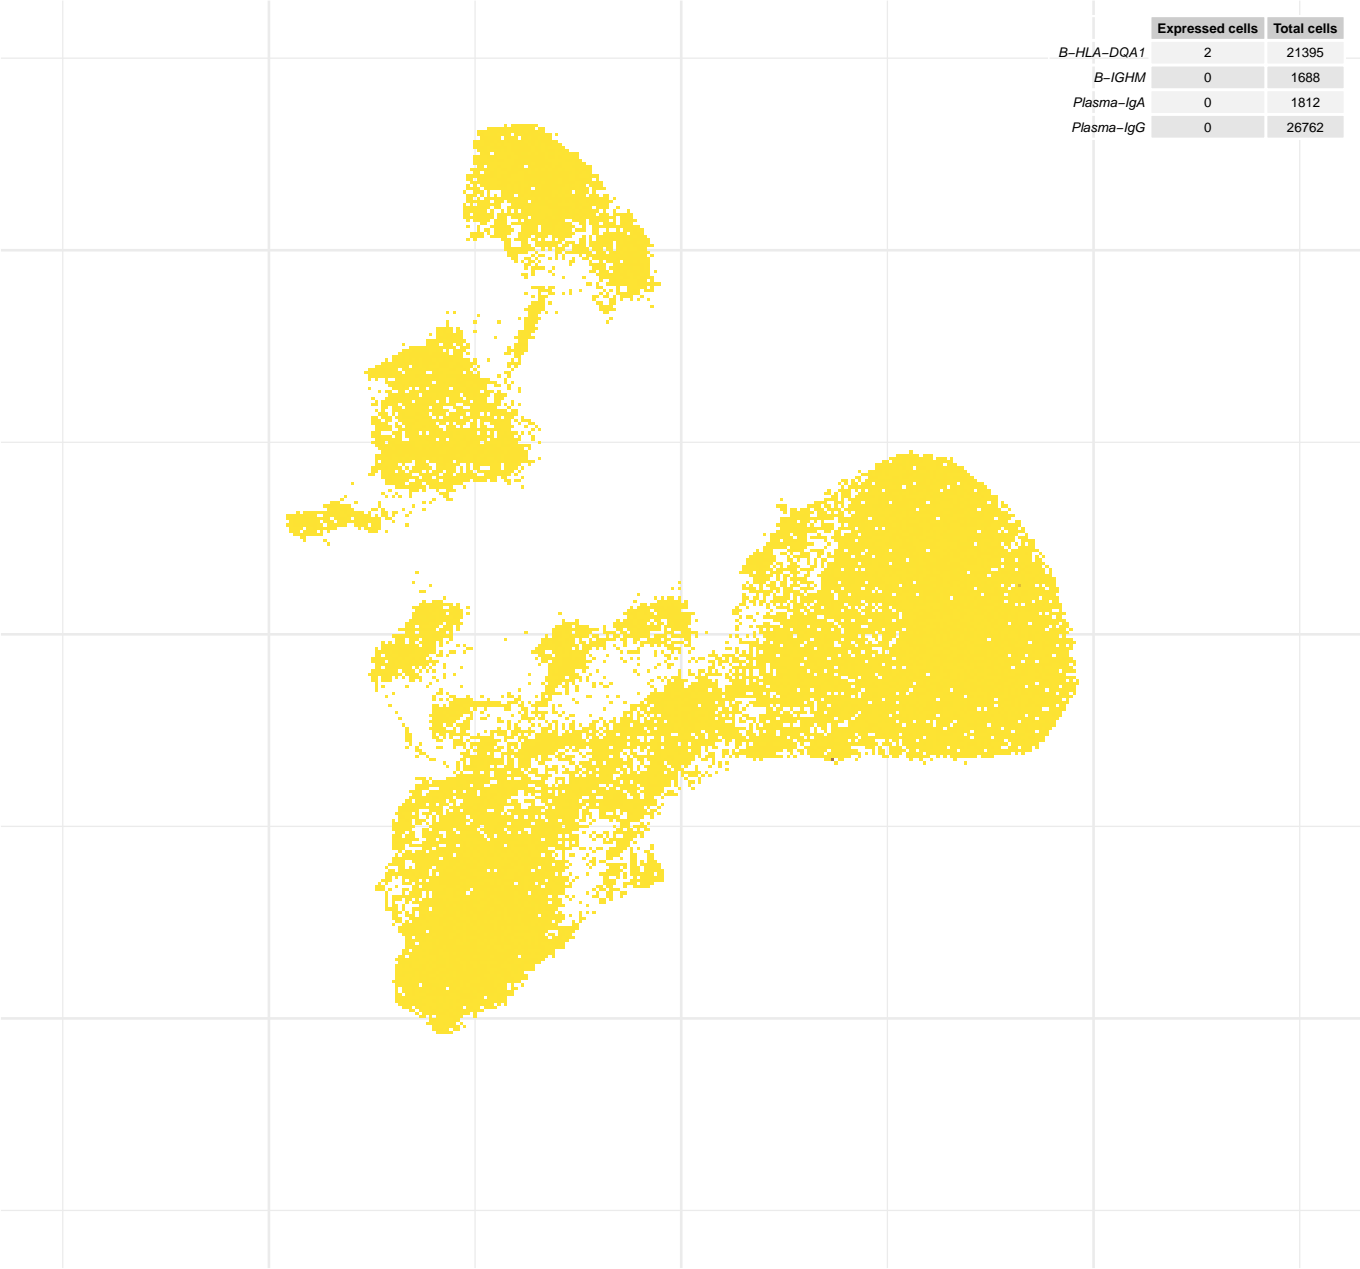 Expressed cells Total cells
B−HLA−DQA1 2 21395
B−IGHM 0 1688
Plasma−IgA 0 1812
Plasma−IgG 0 26762